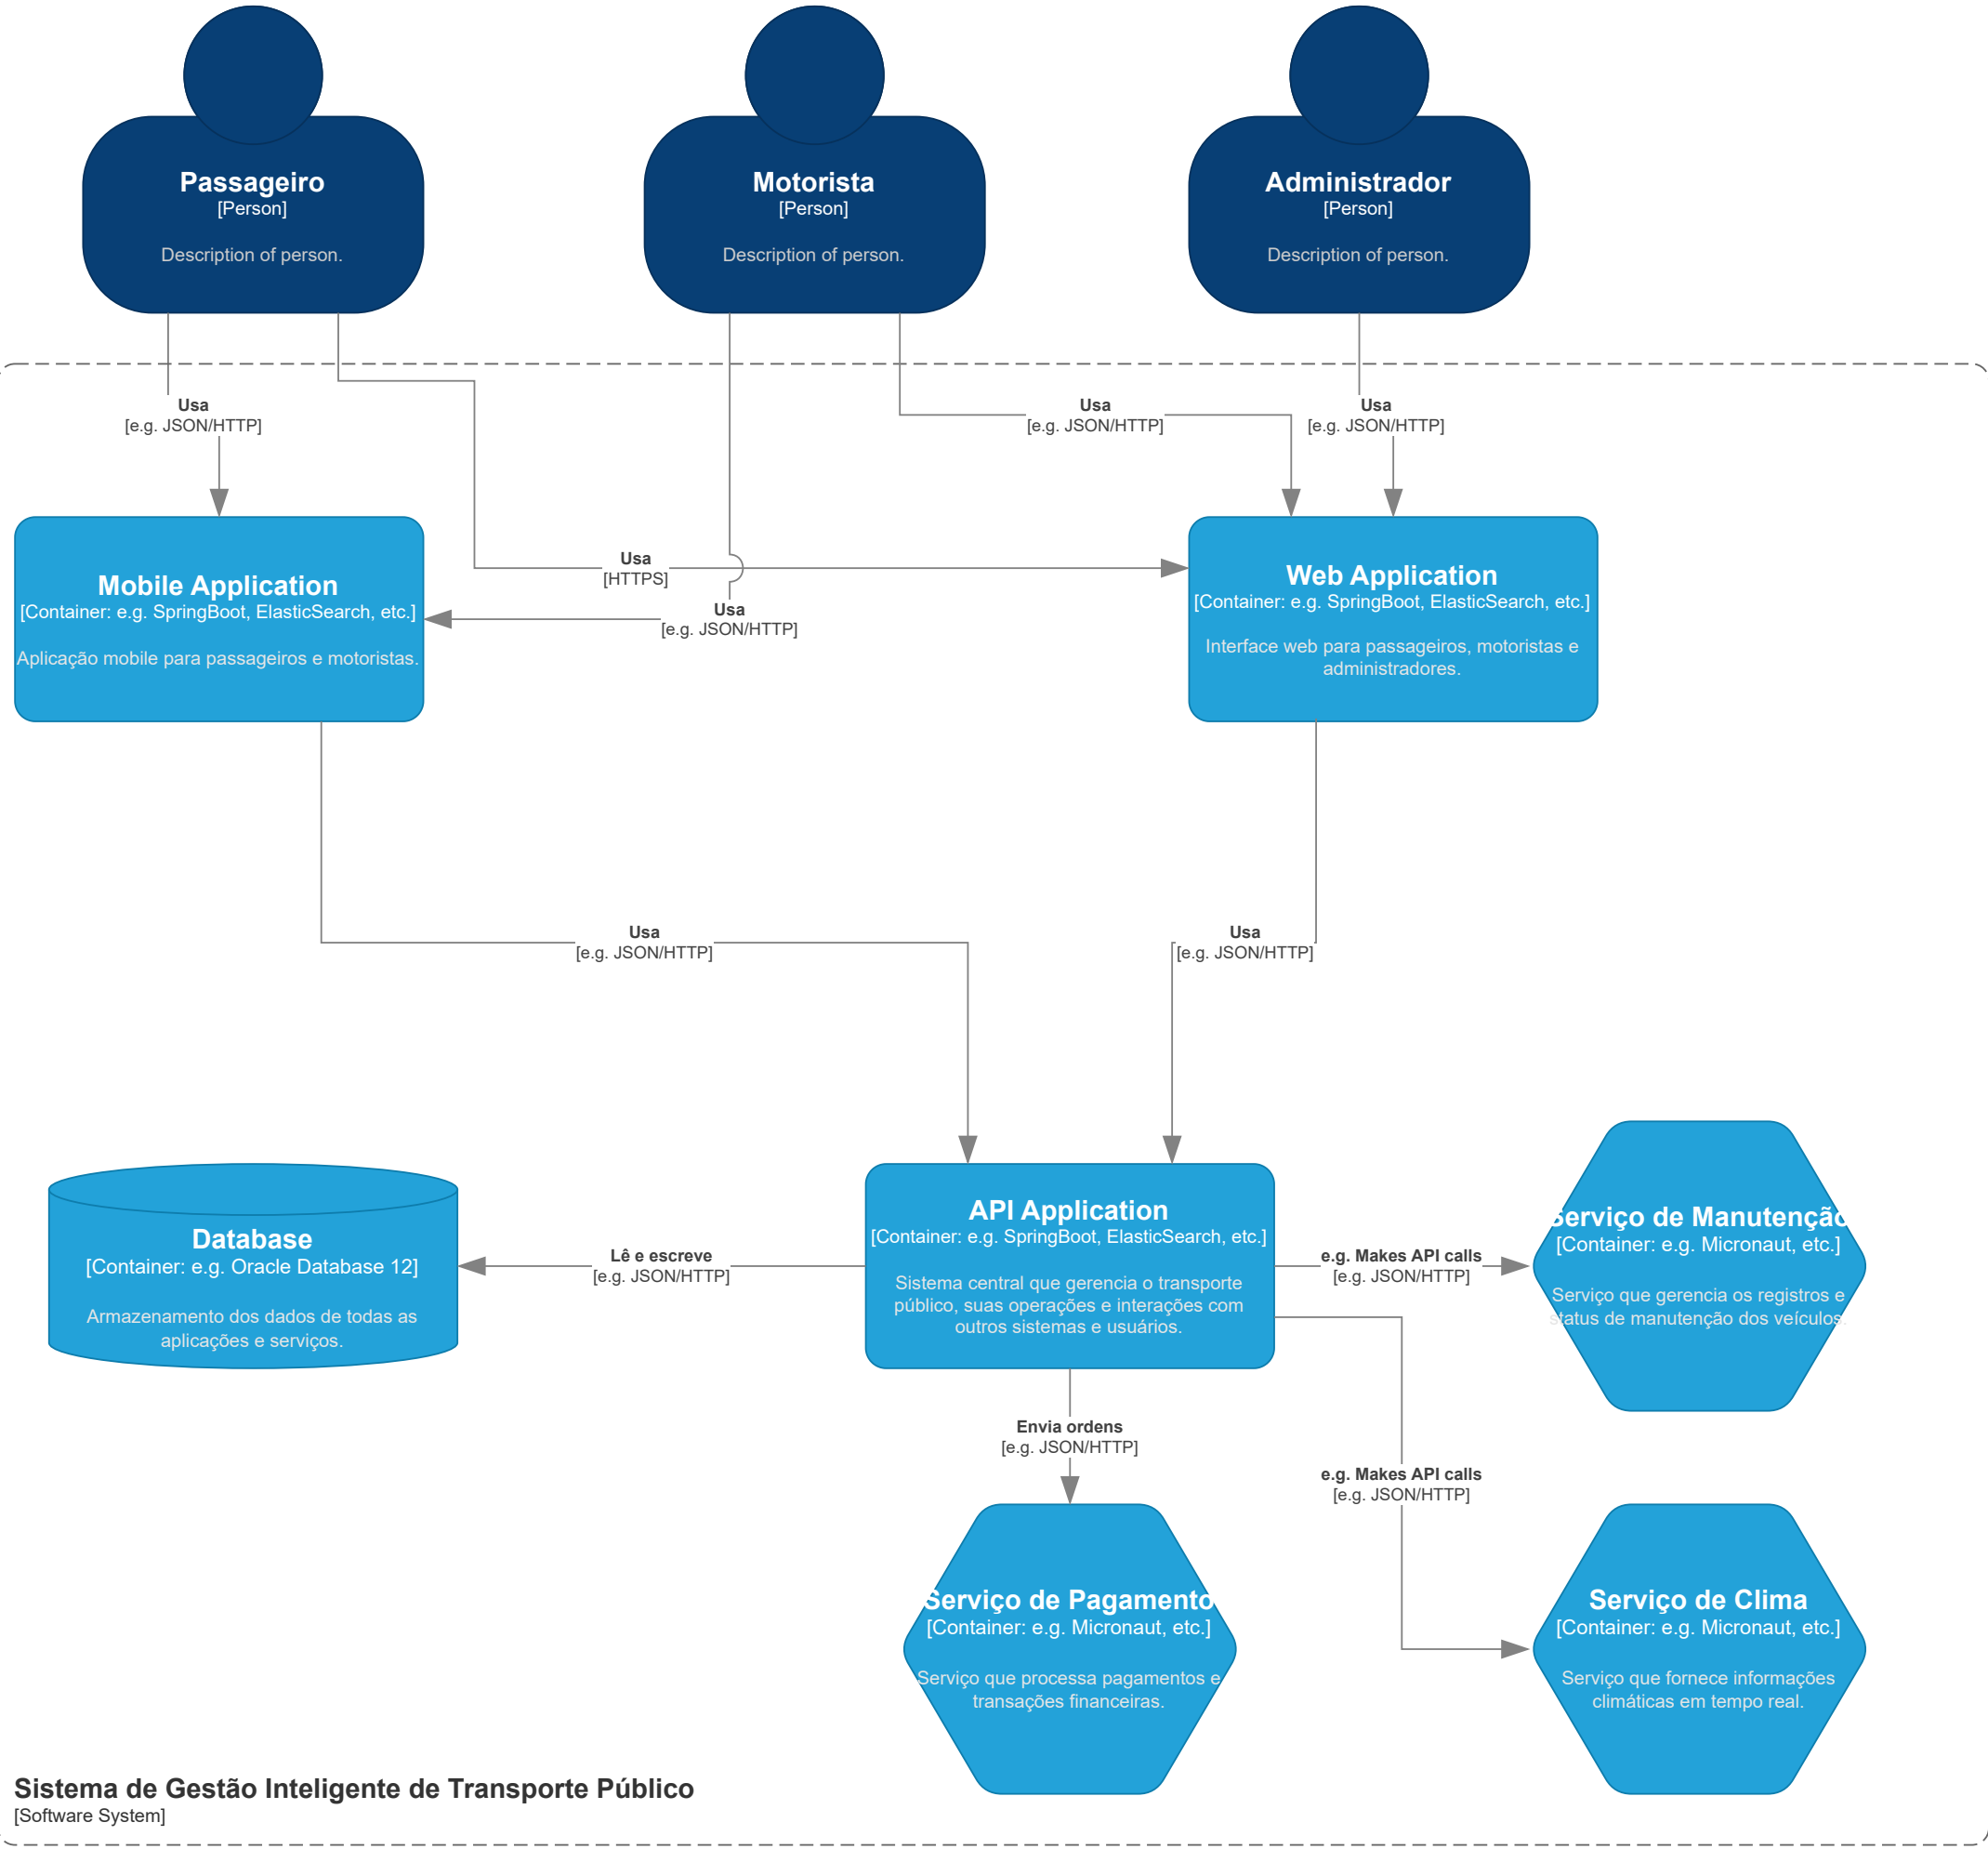 Passageiro
[Person]
Description of person.
Motorista
[Person]
Description of person.
Administrador
[Person]
Description of person.
Usa
[e.g. JSON/HTTP]
Usa
[e.g. JSON/HTTP]
Usa
[e.g. JSON/HTTP]
Usa
[HTTPS]
Usa
[e.g. JSON/HTTP]
Mobile Application
[Container: e.g. SpringBoot, ElasticSearch, etc.]
Aplicação mobile para passageiros e motoristas.
Web Application
[Container: e.g. SpringBoot, ElasticSearch, etc.]
Interface web para passageiros, motoristas e
administradores.
Usa
[e.g. JSON/HTTP]
Usa
[e.g. JSON/HTTP]
Database
[Container: e.g. Oracle Database 12]
Armazenamento dos dados de todas as
aplicações e serviços.
Lê e escreve
[e.g. JSON/HTTP]
API Application
[Container: e.g. SpringBoot, ElasticSearch, etc.]
Sistema central que gerencia o transporte
público, suas operações e interações com
outros sistemas e usuários.
e.g. Makes API calls
[e.g. JSON/HTTP]
Serviço de Manutenção
[Container: e.g. Micronaut, etc.]
Serviço que gerencia os registros e
status de manutenção dos veículos.
Envia ordens
[e.g. JSON/HTTP]
e.g. Makes API calls
[e.g. JSON/HTTP]
Serviço de Pagamento
[Container: e.g. Micronaut, etc.]
Serviço que processa pagamentos e
transações financeiras.
Serviço de Clima
[Container: e.g. Micronaut, etc.]
Serviço que fornece informações
climáticas em tempo real.
Sistema de Gestão Inteligente de Transporte Público
[Software System]